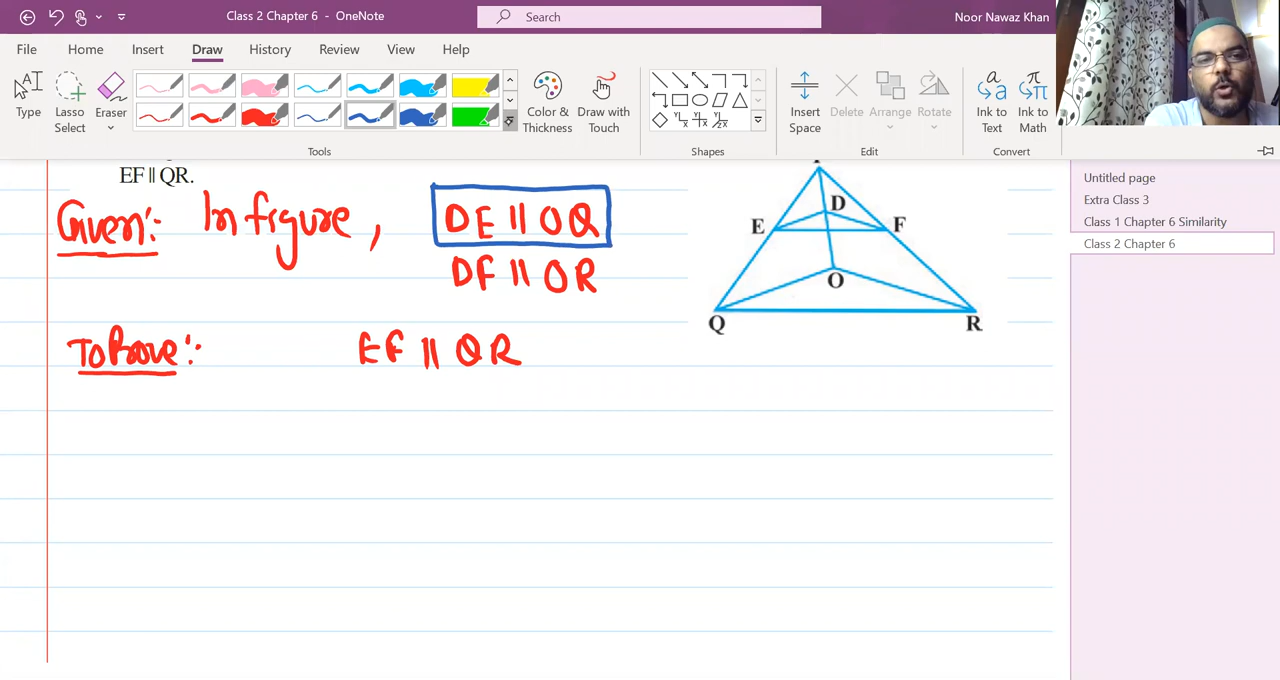 Class 2 Chapter 6 - OneNote
Search
Noor Nawaz Khan
File Home Insert Draw History Review View Help
Type
Lasso Select
Eraser
Color & Thickness
Draw with Touch
Insert Space
Delete
Arrange
Rotate
Ink to Text
Ink to Math
Tools
Shapes
Edit
Convert
EF || QR.
Given:- In figure, DE || OQ
DF || OR
To Prove:- EF || QR
D
E
F
O
Q
R
Untitled page
Extra Class 3
Class 1 Chapter 6 Similarity
Class 2 Chapter 6